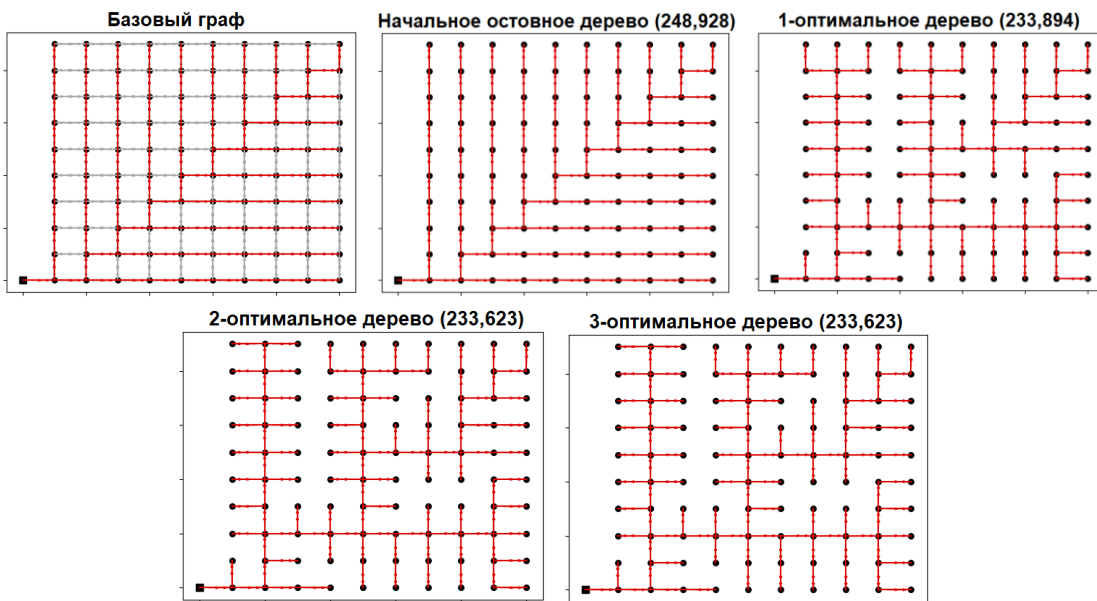 Базовый граф
Начальное остовное дерево (248,928)
1-оптимальное дерево (233,894)
2-оптимальное дерево (233,623)
3-оптимальное дерево (233,623)